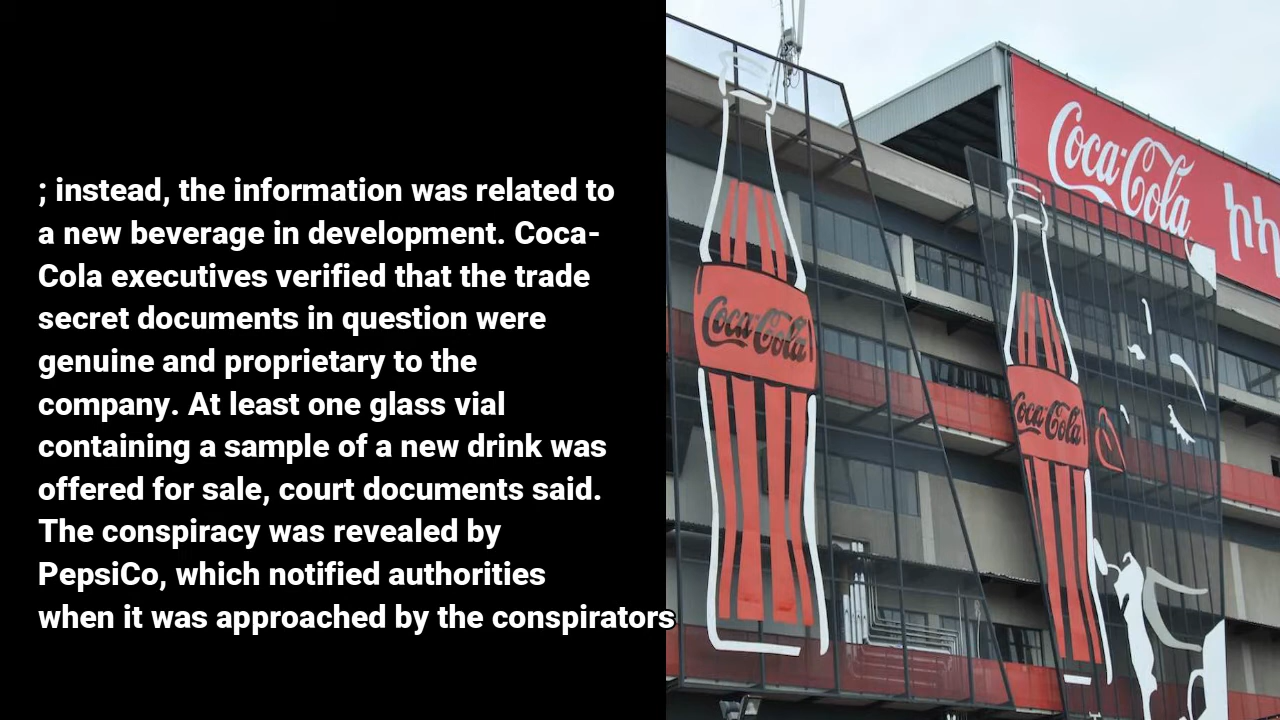 ; instead, the information was related to
a new beverage in development. Coca-
Cola executives verified that the trade
secret documents in question were
genuine and proprietary to the
company. At least one glass vial
containing a sample of a new drink was
offered for sale, court documents said.
The conspiracy was revealed by
PepsiCo, which notified authorities
when it was approached by the conspirators
Coca-Cola
Coca-Cola
Coca-Cola ኮካ